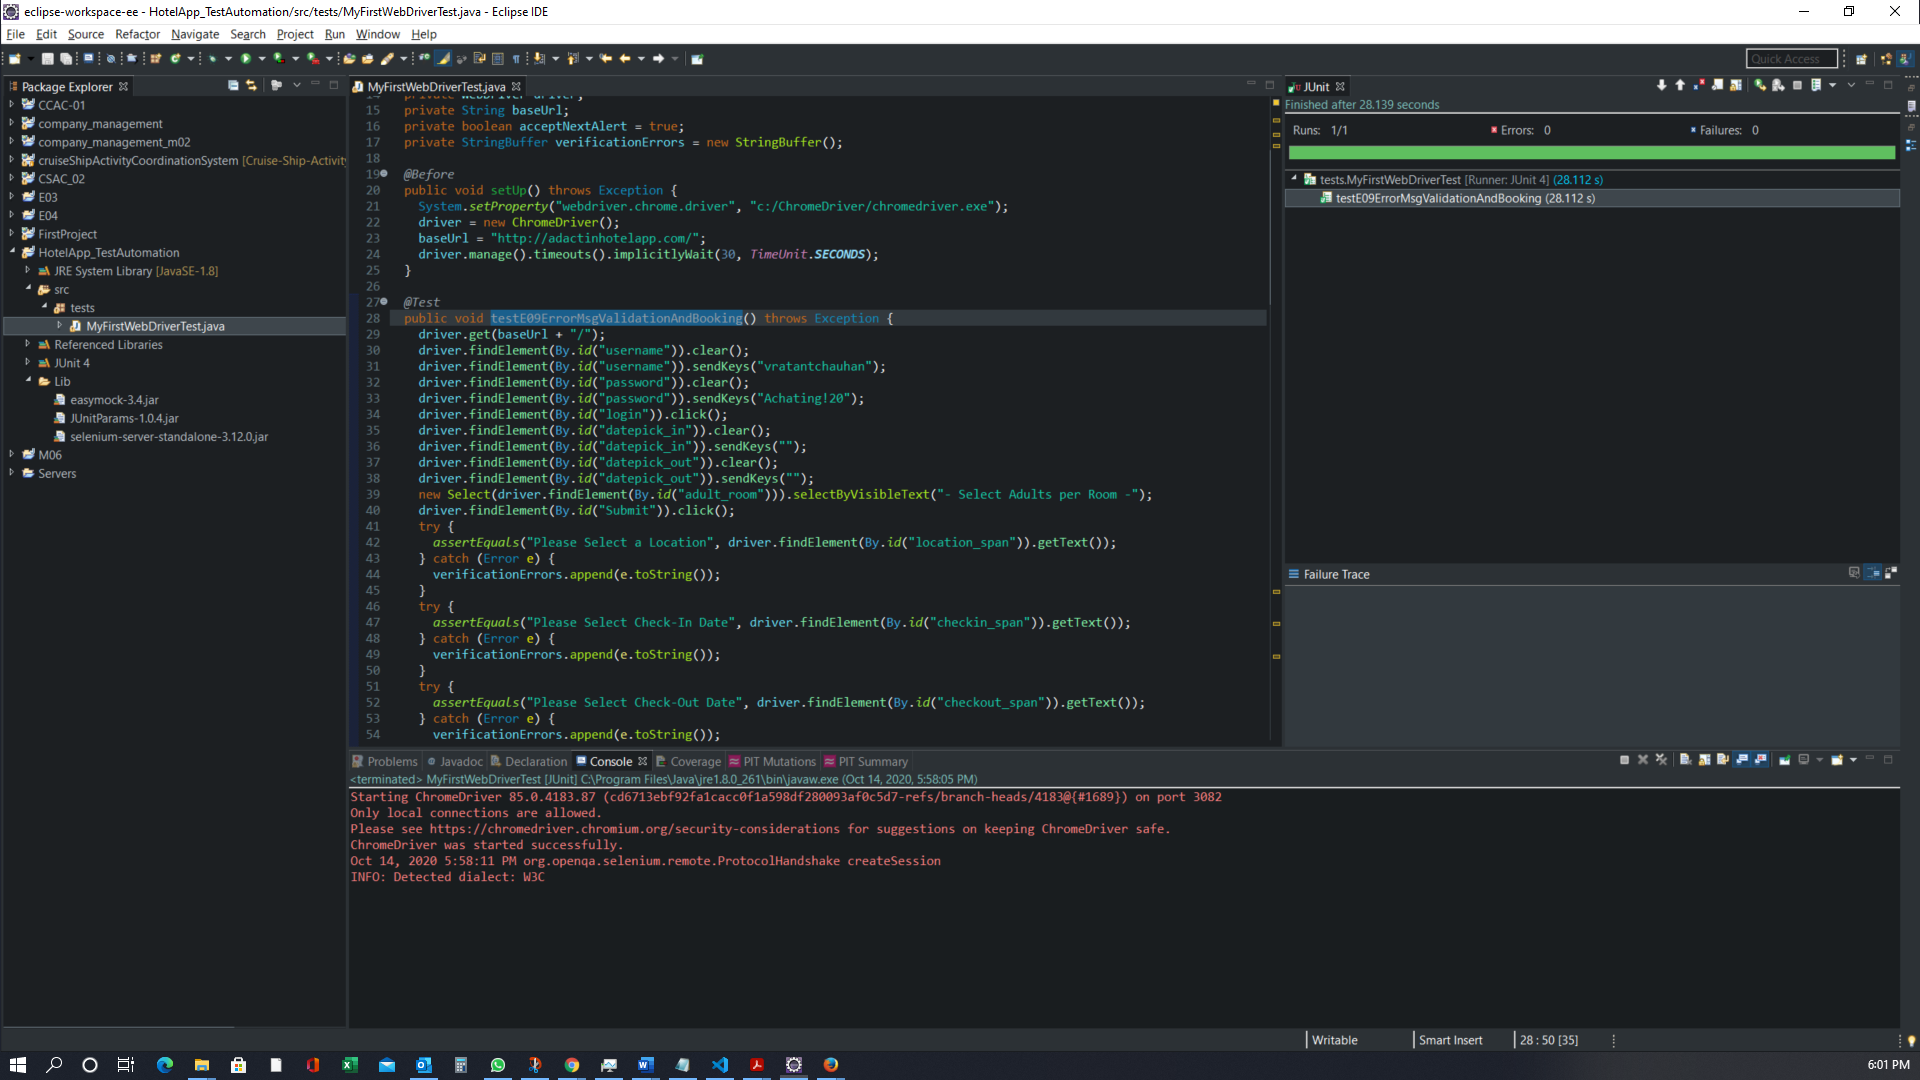 eclipse-workspace-ee - HotelApp_TestAutomation/src/tests/MyFirstWebDriverTest.java - Eclipse IDE
File Edit Source Refactor Navigate Search Project Run Window Help
Quick Access
Package Explorer
CCAC-01
company_management
company_management_m02
cruiseShipActivityCoordinationSystem [Cruise-Ship-Activity
CSAC_02
E03
E04
FirstProject
HotelApp_TestAutomation
JRE System Library [JavaSE-1.8]
src
tests
MyFirstWebDriverTest.java
Referenced Libraries
JUnit 4
Lib
easymock-3.4.jar
JUnitParams-1.0.4.jar
selenium-server-standalone-3.12.0.jar
M06
Servers
MyFirstWebDriverTest.java
14 private WebDriver driver;
15 private String baseUrl;
16 private boolean acceptNextAlert = true;
17 private StringBuffer verificationErrors = new StringBuffer();
18
19 @Before
20 public void setUp() throws Exception {
21 System.setProperty("webdriver.chrome.driver", "c:/ChromeDriver/chromedriver.exe");
22 driver = new ChromeDriver();
23 baseUrl = "http://adactinhotelapp.com/";
24 driver.manage().timeouts().implicitlyWait(30, TimeUnit.SECONDS);
25 }
26
27 @Test
28 public void testE09ErrorMsgValidationAndBooking() throws Exception {
29 driver.get(baseUrl + "/");
30 driver.findElement(By.id("username")).clear();
31 driver.findElement(By.id("username")).sendKeys("vratantchauhan");
32 driver.findElement(By.id("password")).clear();
33 driver.findElement(By.id("password")).sendKeys("Achating!20");
34 driver.findElement(By.id("login")).click();
35 driver.findElement(By.id("datepick_in")).clear();
36 driver.findElement(By.id("datepick_in")).sendKeys("");
37 driver.findElement(By.id("datepick_out")).clear();
38 driver.findElement(By.id("datepick_out")).sendKeys("");
39 new Select(driver.findElement(By.id("adult_room"))).selectByVisibleText("- Select Adults per Room -");
40 driver.findElement(By.id("Submit")).click();
41 try {
42 assertEquals("Please Select a Location", driver.findElement(By.id("location_span")).getText());
43 } catch (Error e) {
44 verificationErrors.append(e.toString());
45 }
46 try {
47 assertEquals("Please Select Check-In Date", driver.findElement(By.id("checkin_span")).getText());
48 } catch (Error e) {
49 verificationErrors.append(e.toString());
50 }
51 try {
52 assertEquals("Please Select Check-Out Date", driver.findElement(By.id("checkout_span")).getText());
53 } catch (Error e) {
54 verificationErrors.append(e.toString());
JUnit
Finished after 28.139 seconds
Runs: 1/1 Errors: 0 Failures: 0
tests.MyFirstWebDriverTest [Runner: JUnit 4] (28.112 s)
testE09ErrorMsgValidationAndBooking (28.112 s)
Failure Trace
Problems Javadoc Declaration Console Coverage PIT Mutations PIT Summary
<terminated> MyFirstWebDriverTest [JUnit] C:\Program Files\Java\jre1.8.0_261\bin\javaw.exe (Oct 14, 2020, 5:58:05 PM)
Starting ChromeDriver 85.0.4183.87 (cd6713ebf92fa1cacc0f1a598df280093af0c5d7-refs/branch-heads/4183@{#1689}) on port 3082
Only local connections are allowed.
Please see https://chromedriver.chromium.org/security-considerations for suggestions on keeping ChromeDriver safe.
ChromeDriver was started successfully.
Oct 14, 2020 5:58:11 PM org.openqa.selenium.remote.ProtocolHandshake createSession
INFO: Detected dialect: W3C
Writable Smart Insert 28 : 50 [35]
6:01 PM